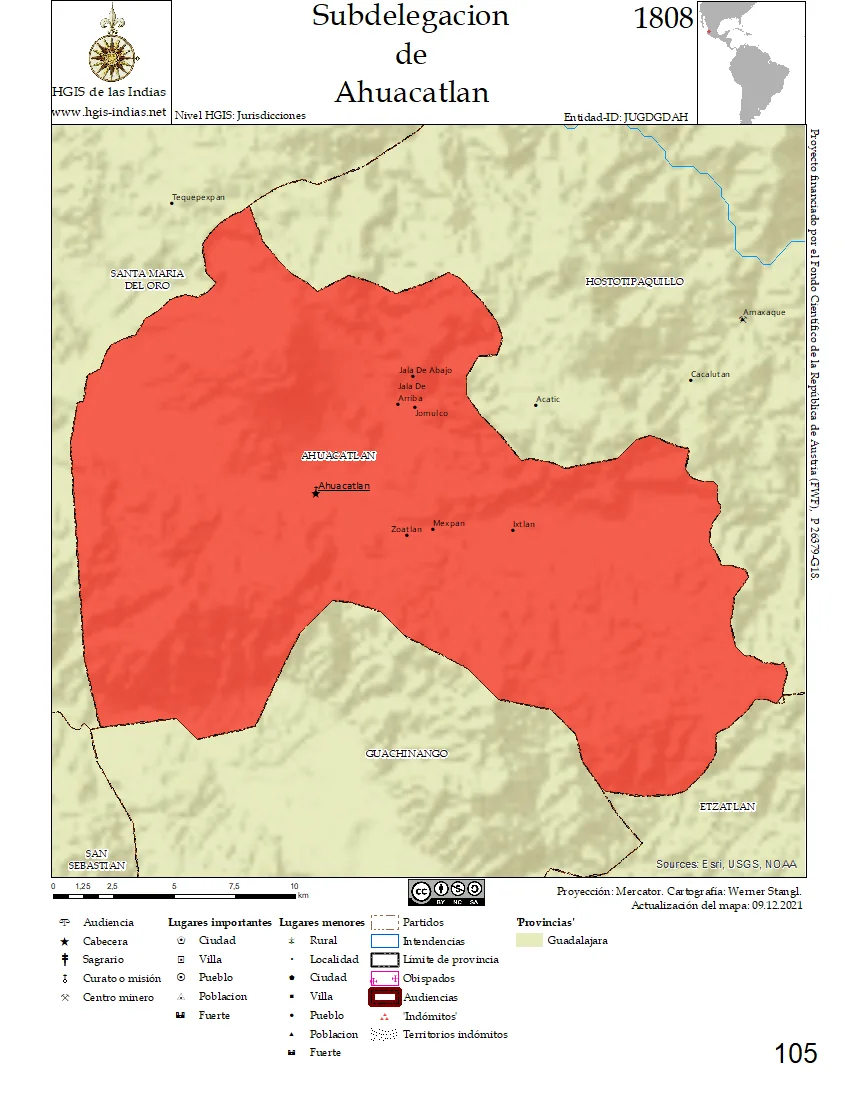 Subdelegacion
de
Ahuacatlan
1808
HGIS de las Indias
www.hgis-indias.net
Nivel HGIS: Jurisdicciones
Entidad-ID: JUGDGDAH
Proyecto financiado por el Fondo Científico de la República de Austria (FWF), P 26379-G18.
Tequepexpan
SANTA MARIA
DEL ORO
HOSTOTIPAQUILLO
Amaxaque
Jala De Abajo
Cacalutan
Jala De
Arriba
Acatic
Jomulco
AHUACATLAN
Ahuacatlan
Zoatlan
Mexpan
Ixtlan
GUACHINANGO
ETZATLAN
SAN
SEBASTIAN
Sources: Esri, USGS, NOAA
0 1,25 2,5 5 7,5 10
km
cc
BY NC SA
Proyección: Mercator. Cartografía: Werner Stangl.
Actualización del mapa: 09.12.2021
Audiencia
Cabecera
Sagrario
Curato o misión
Centro minero
Lugares importantes
Ciudad
Villa
Pueblo
Poblacion
Fuerte
Lugares menores
Rural
Localidad
Ciudad
Villa
Pueblo
Poblacion
Fuerte
Partidos
Intendencias
Límite de provincia
Obispados
Audiencias
'Indómitos'
Territorios indómitos
'Provincias'
Guadalajara
105